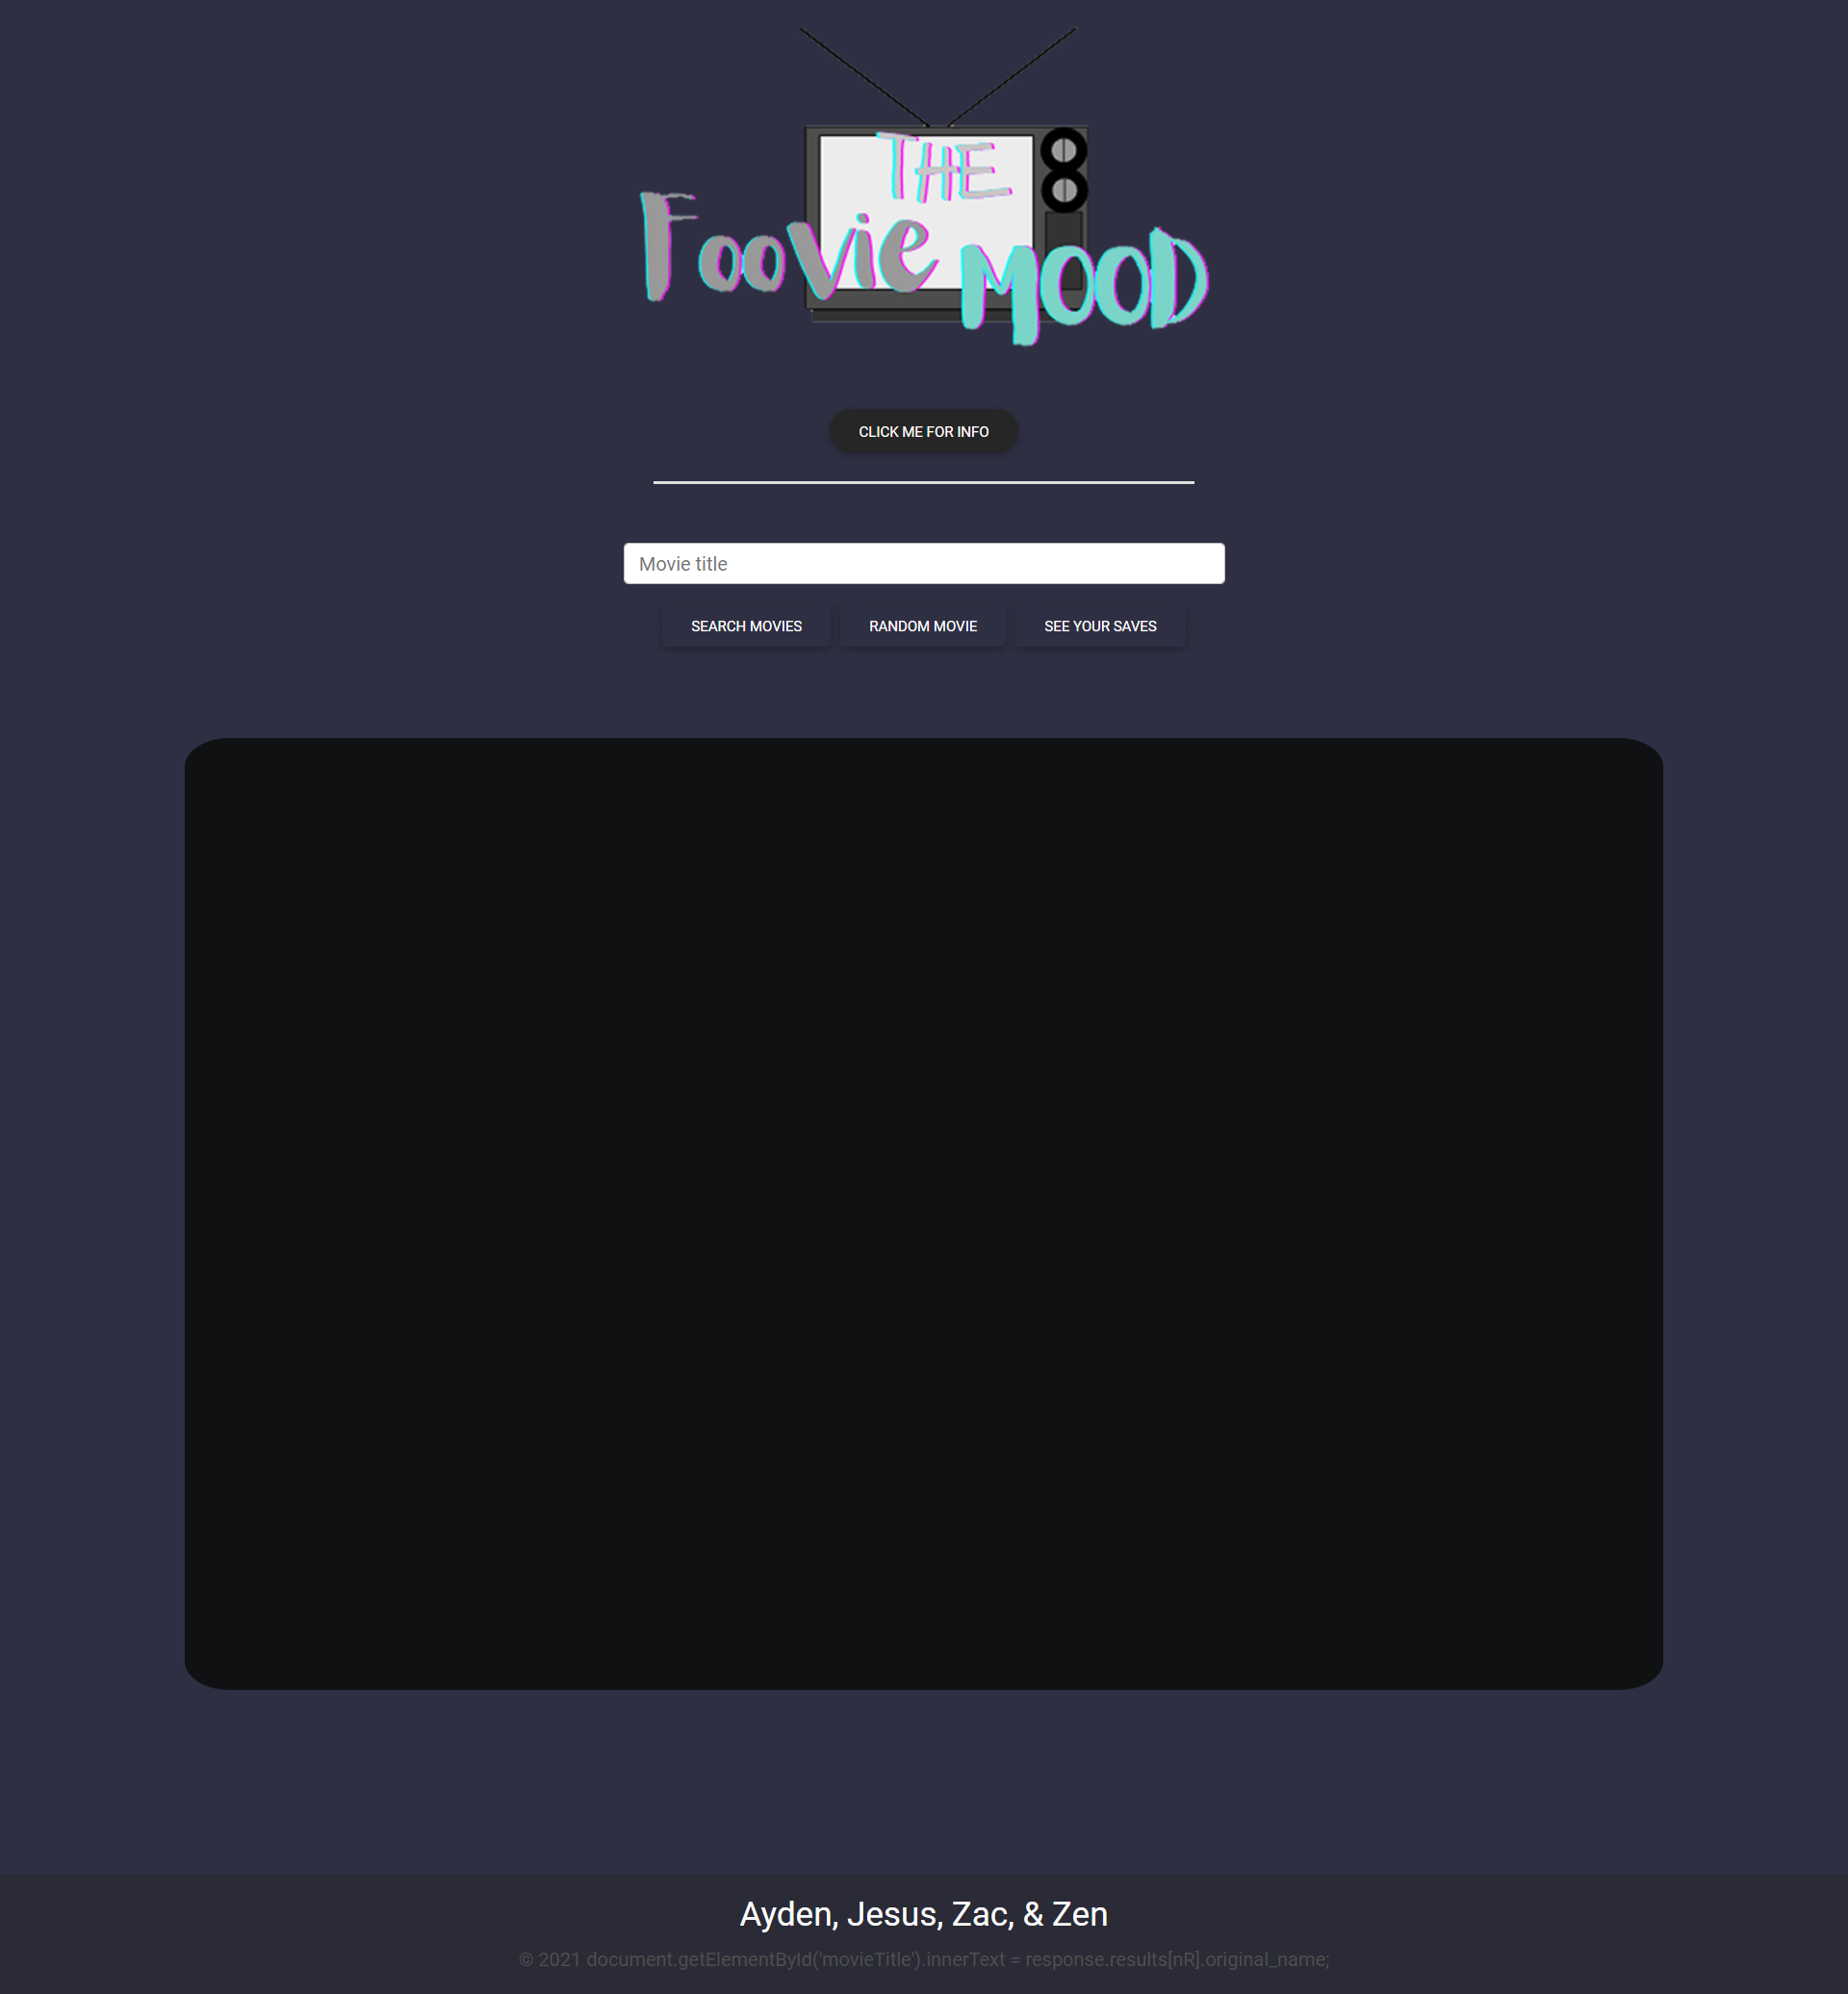 THE
Foovie MOOD
CLICK ME FOR INFO
Movie title
SEARCH MOVIES RANDOM MOVIE SEE YOUR SAVES
Ayden, Jesus, Zac, & Zen
© 2021 document.getElementById('movieTitle').innerText = response.results[nR].original_name;